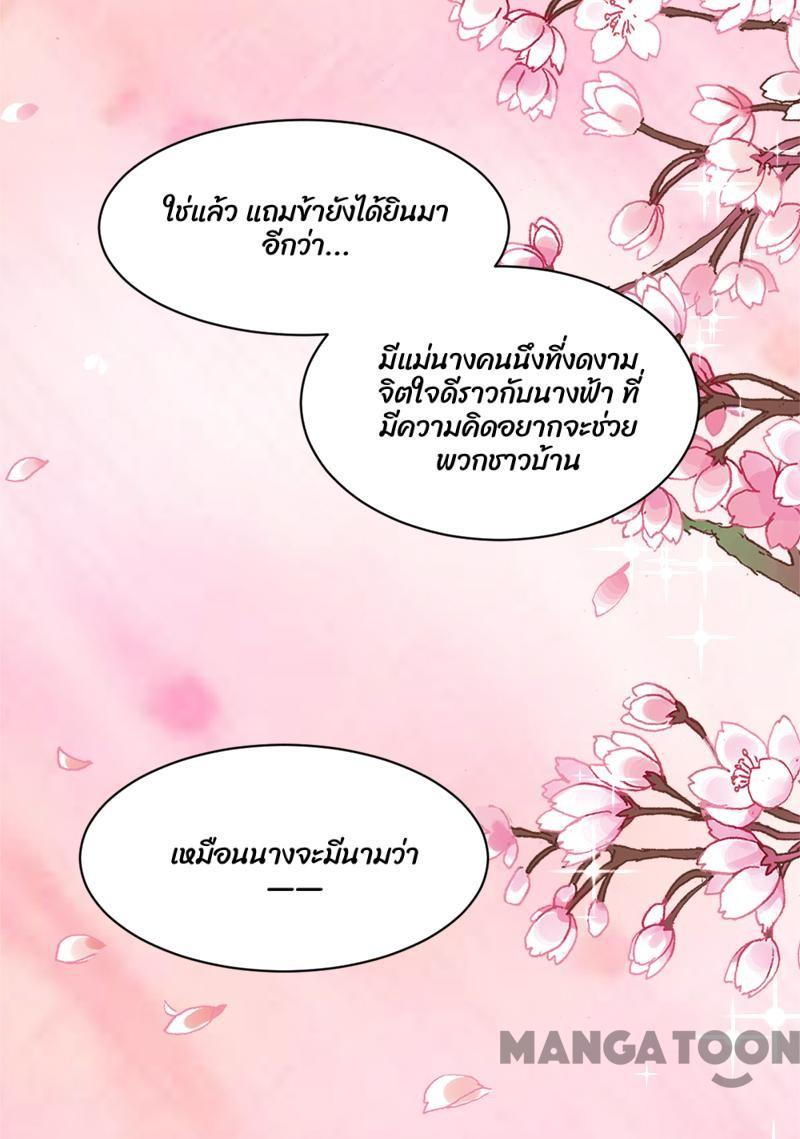 ใช่แล้ว แถมข้ายังได้ยินมา
อีกว่า...
มีแม่นางคนนึงที่งดงาม
จิตใจดีราวกับนางฟ้า ที่
มีความคิดอยากจะช่วย
พวกชาวบ้าน
เหมือนนางจะมีนามว่า
——
MANGATOON